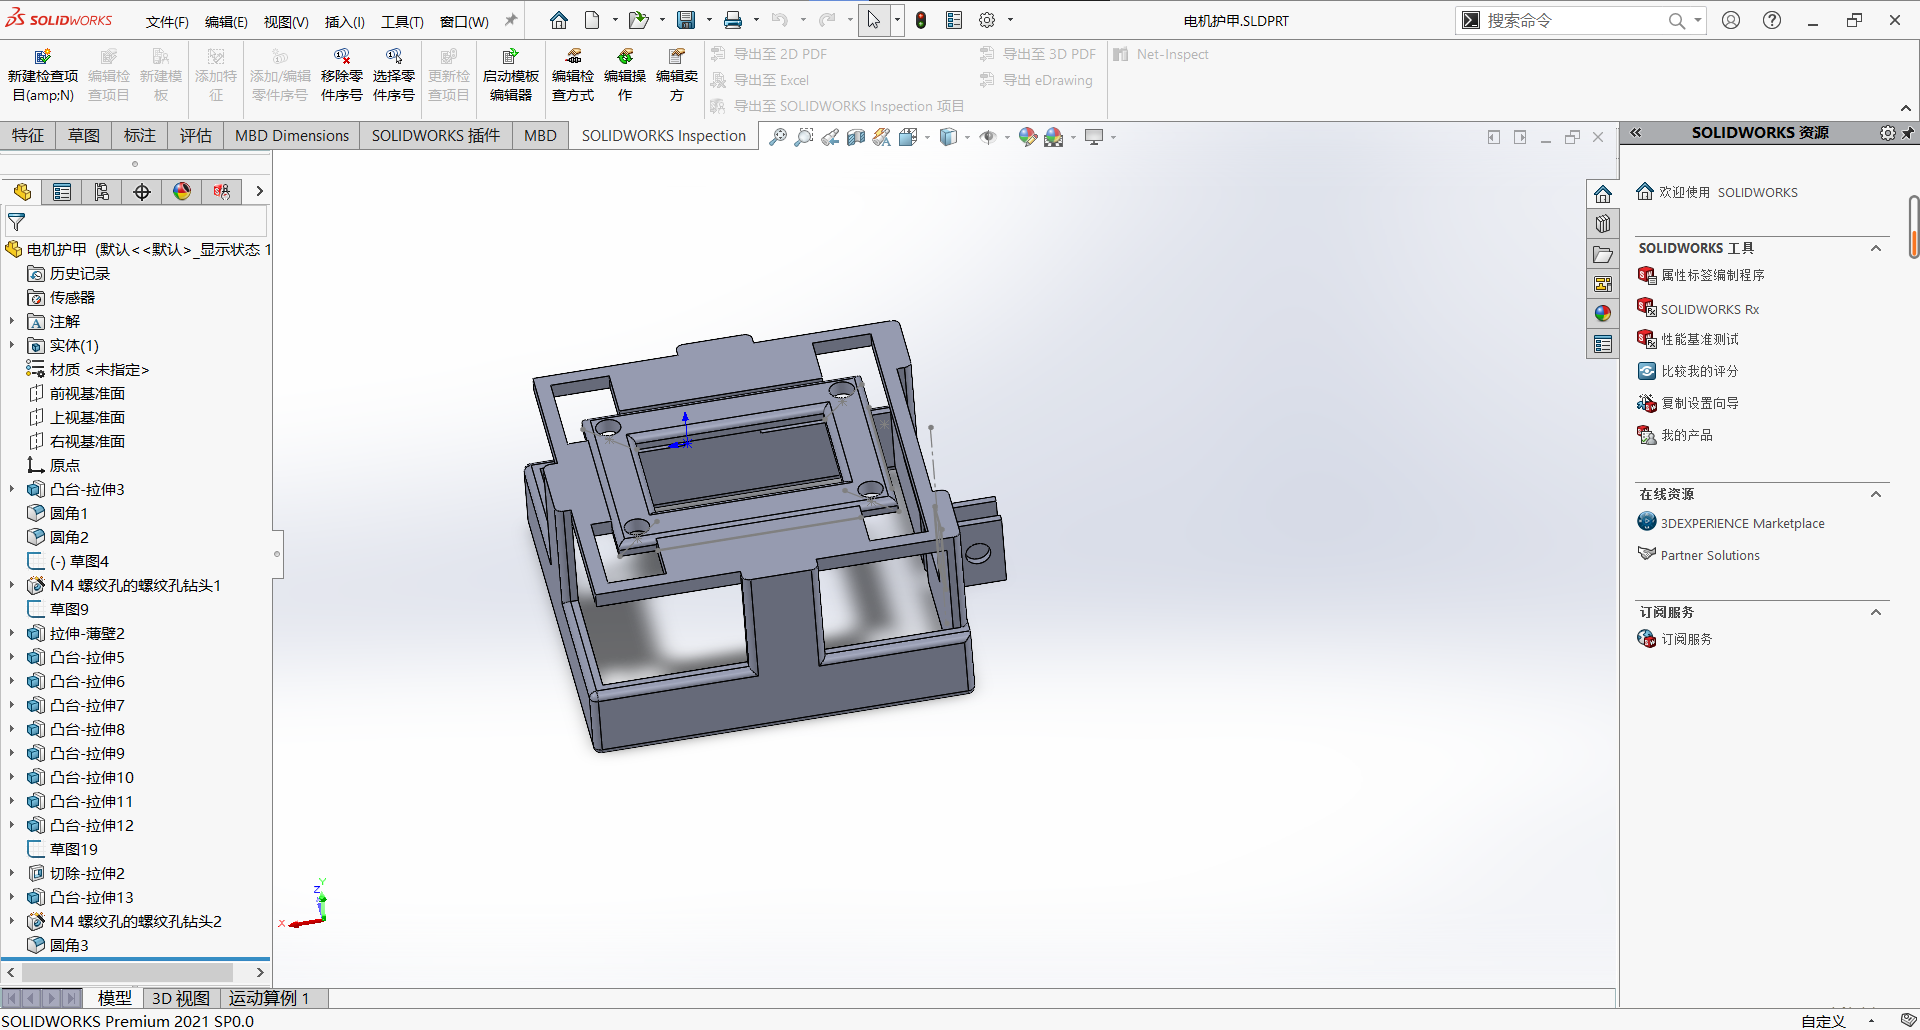 SOLIDWORKS
文件(F) 编辑(E) 视图(V) 插入(I) 工具(T) 窗口(W)
电机护甲.SLDPRT
搜索命令
新建检查项目(amp;N)
编辑检查项目
新建模板
添加特征
添加/编辑零件序号
移除零件序号
选择零件序号
更新检查项目
启动模板编辑器
编辑检查方式
编辑操作
编辑卖方
导出至 2D PDF
导出至 Excel
导出至 SOLIDWORKS Inspection 项目
导出至 3D PDF
导出 eDrawing
Net-Inspect
特征 草图 标注 评估 MBD Dimensions SOLIDWORKS 插件 MBD SOLIDWORKS Inspection
电机护甲 (默认<<默认>_显示状态 1
历史记录
传感器
注解
实体(1)
材质 <未指定>
前视基准面
上视基准面
右视基准面
原点
凸台-拉伸3
圆角1
圆角2
(-) 草图4
M4 螺纹孔的螺纹孔钻头1
草图9
拉伸-薄壁2
凸台-拉伸5
凸台-拉伸6
凸台-拉伸7
凸台-拉伸8
凸台-拉伸9
凸台-拉伸10
凸台-拉伸11
凸台-拉伸12
草图19
切除-拉伸2
凸台-拉伸13
M4 螺纹孔的螺纹孔钻头2
圆角3
Y
Z
X
SOLIDWORKS 资源
欢迎使用 SOLIDWORKS
SOLIDWORKS 工具
属性标签编制程序
SOLIDWORKS Rx
性能基准测试
比较我的评分
复制设置向导
我的产品
在线资源
3DEXPERIENCE Marketplace
Partner Solutions
订阅服务
订阅服务
模型 3D 视图 运动算例 1
SOLIDWORKS Premium 2021 SP0.0
自定义